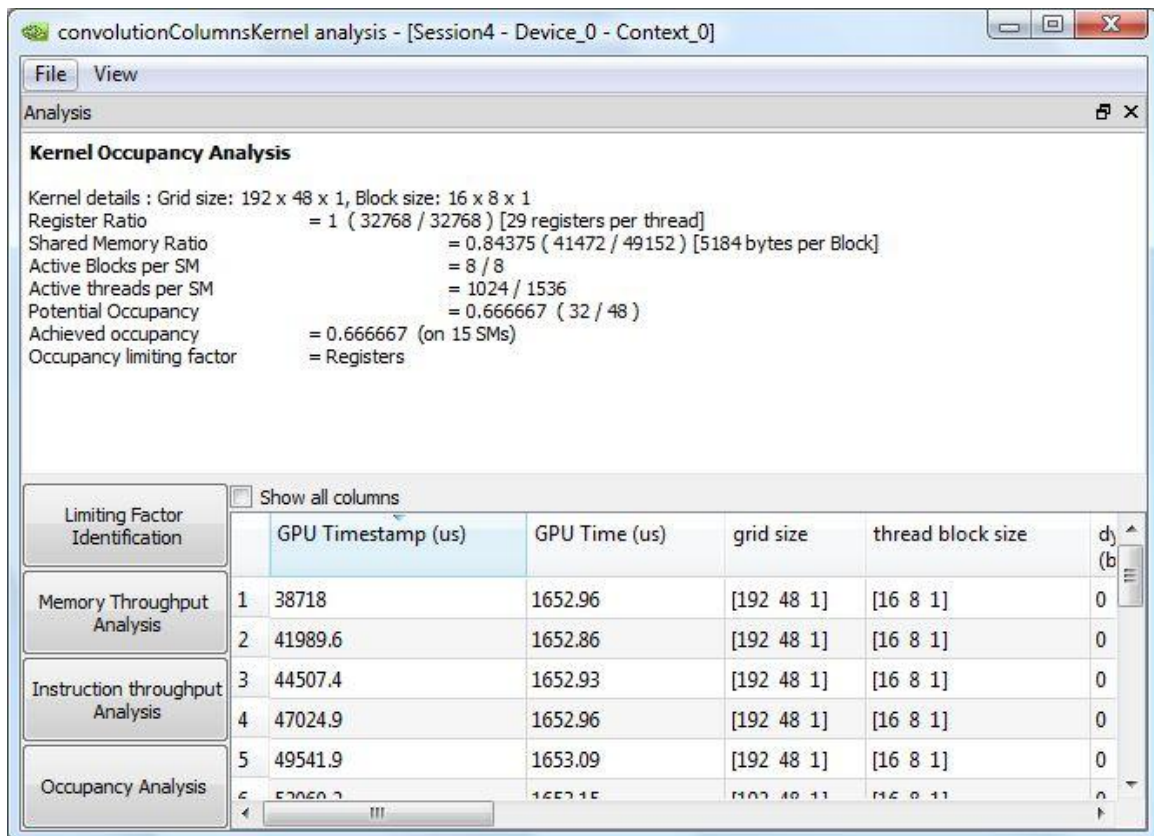 convolutionColumnsKernel analysis - [Session4 - Device_0 - Context_0]
File View
Analysis
Kernel Occupancy Analysis
Kernel details : Grid size: 192 x 48 x 1, Block size: 16 x 8 x 1
Register Ratio = 1 ( 32768 / 32768 ) [29 registers per thread]
Shared Memory Ratio = 0.84375 ( 41472 / 49152 ) [5184 bytes per Block]
Active Blocks per SM = 8 / 8
Active threads per SM = 1024 / 1536
Potential Occupancy = 0.666667 ( 32 / 48 )
Achieved occupancy = 0.666667 (on 15 SMs)
Occupancy limiting factor = Registers
Limiting Factor
Identification
Memory Throughput
Analysis
Instruction throughput
Analysis
Occupancy Analysis
Show all columns
GPU Timestamp (us) GPU Time (us) grid size thread block size
1 38718 1652.96 [192 48 1] [16 8 1] 0
2 41989.6 1652.86 [192 48 1] [16 8 1] 0
3 44507.4 1652.93 [192 48 1] [16 8 1] 0
4 47024.9 1652.96 [192 48 1] [16 8 1] 0
5 49541.9 1653.09 [192 48 1] [16 8 1] 0